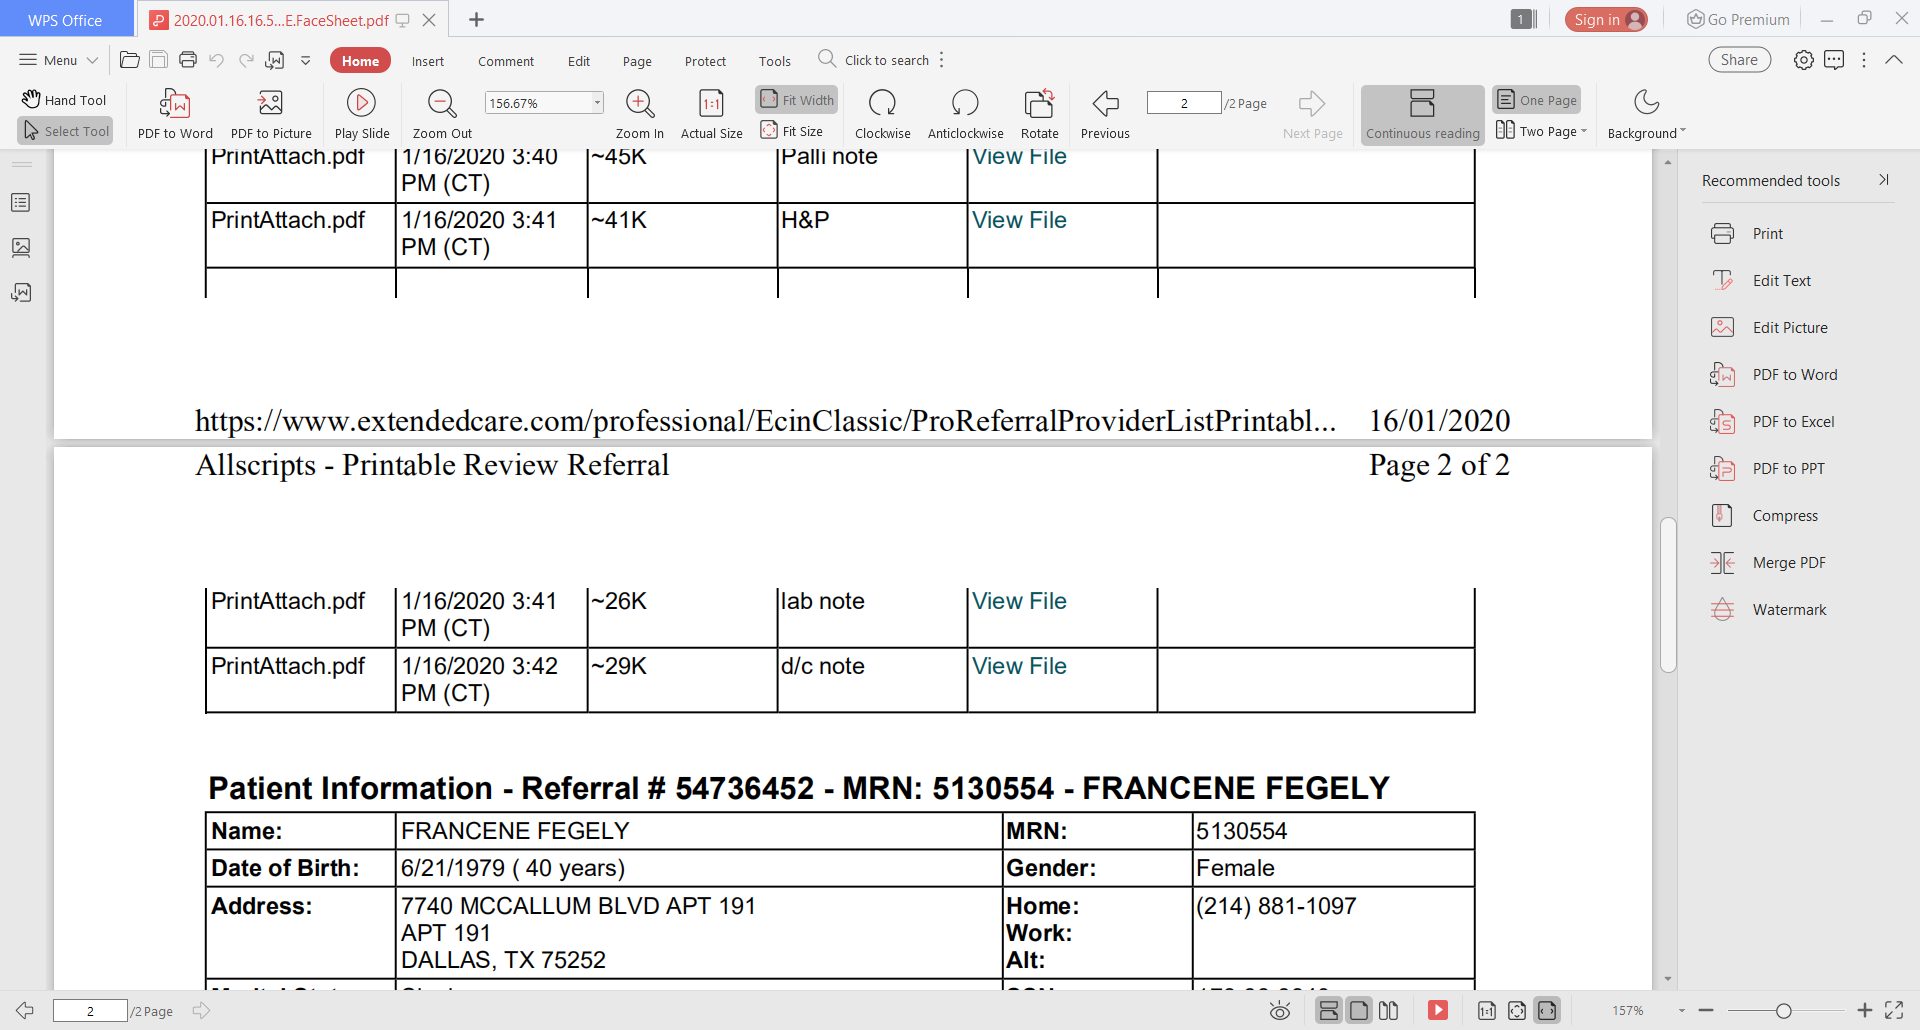 WPS Office
2020.01.16.16.5...E.FaceSheet.pdf
1
Sign in
Go Premium
Menu
Home
Insert
Comment
Edit
Page
Protect
Tools
Click to search
Share
Hand Tool
Select Tool
PDF to Word
PDF to Picture
Play Slide
Zoom Out
156.67%
Zoom In
1:1
Actual Size
Fit Width
Fit Size
Clockwise
Anticlockwise
Rotate
Previous
2 /2 Page
Next Page
Continuous reading
One Page
Two Page
Background
PrintAttach.pdf 1/16/2020 3:40 ~45K Palli note View File
PM (CT)
PrintAttach.pdf 1/16/2020 3:41 ~41K H&P View File
PM (CT)
https://www.extendedcare.com/professional/EcinClassic/ProReferralProviderListPrintabl... 16/01/2020
Allscripts - Printable Review Referral Page 2 of 2
PrintAttach.pdf 1/16/2020 3:41 ~26K lab note View File
PM (CT)
PrintAttach.pdf 1/16/2020 3:42 ~29K d/c note View File
PM (CT)
Patient Information - Referral # 54736452 - MRN: 5130554 - FRANCENE FEGELY
Name: FRANCENE FEGELY MRN: 5130554
Date of Birth: 6/21/1979 ( 40 years) Gender: Female
Address: 7740 MCCALLUM BLVD APT 191 Home: (214) 881-1097
APT 191 Work:
DALLAS, TX 75252 Alt:
Recommended tools
Print
Edit Text
Edit Picture
PDF to Word
PDF to Excel
PDF to PPT
Compress
Merge PDF
Watermark
2 /2 Page
1:1
157%